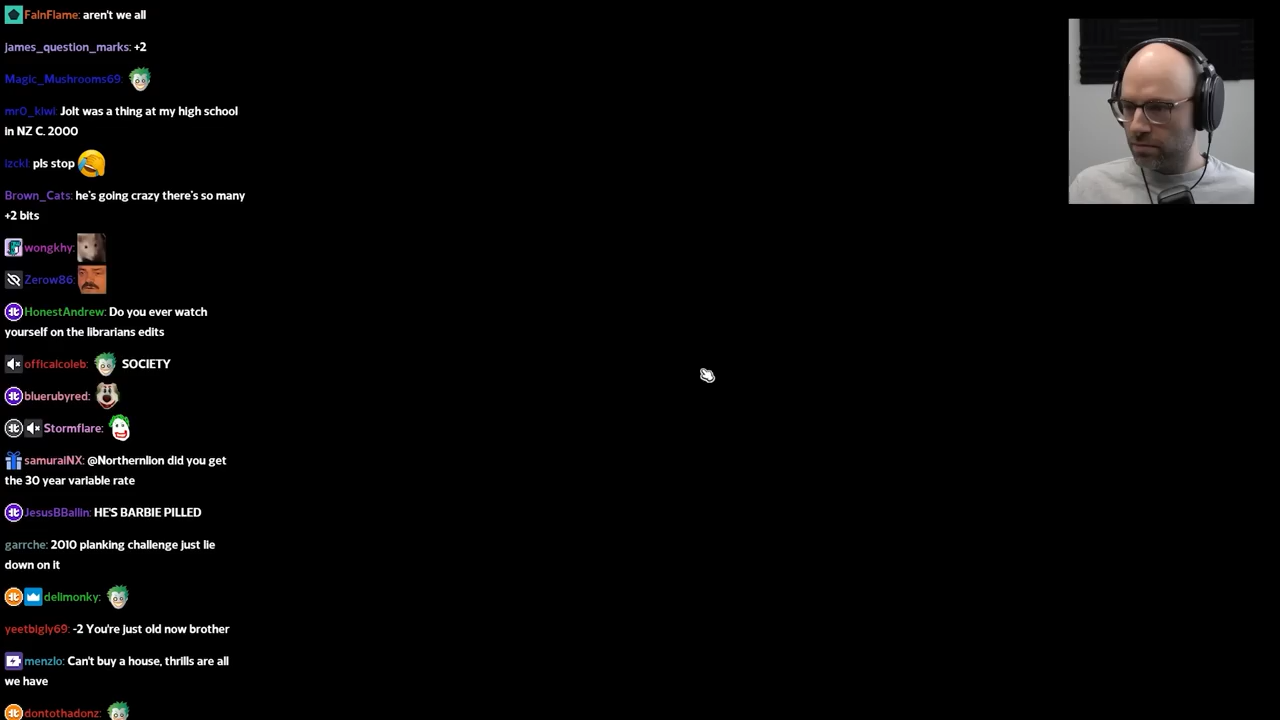 FalnFlame: aren't we all
james_question_marks: +2
Magic_Mushrooms69:
mr0_kiwi: Jolt was a thing at my high school
in NZ C. 2000
izckl: pls stop
Brown_Cats: he's going crazy there's so many
+2 bits
wongkhy:
Zerow86:
HonestAndrew: Do you ever watch
yourself on the librarians edits
officalcoleb: SOCIETY
bluerubyred:
Stormflare:
samuraiNX: @Northernlion did you get
the 30 year variable rate
JesusBBallin: HE'S BARBIE PILLED
garrche: 2010 planking challenge just lie
down on it
delimonky:
yeetbigly69: -2 You're just old now brother
menzlo: Can't buy a house, thrills are all
we have
dontothadonz: